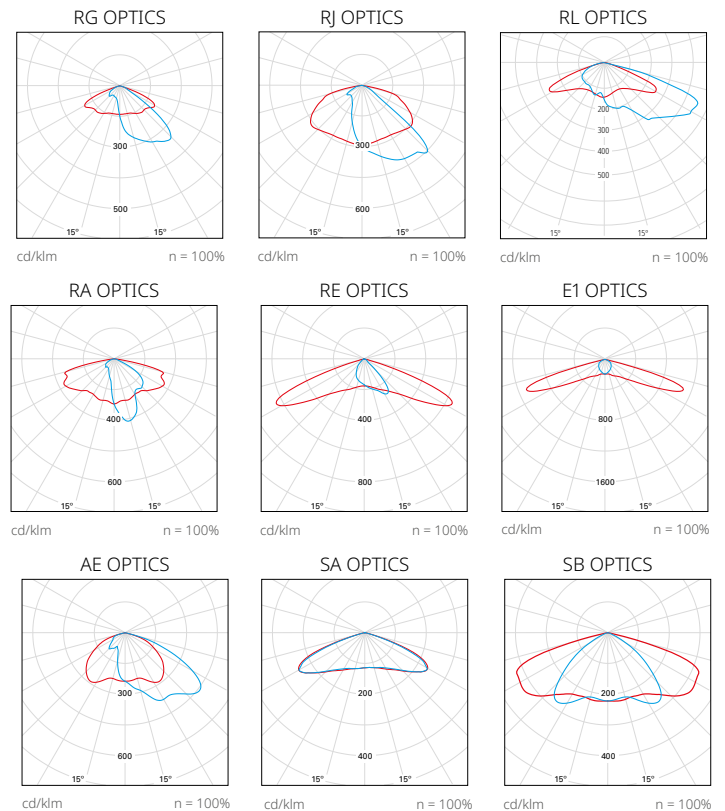 RG OPTICS RJ OPTICS RL OPTICS
300 300 200
300
400
500
500 600
15° 15° 15° 15° 15° 15°
cd/klm n = 100% cd/klm n = 100% cd/klm n = 100%
RA OPTICS RE OPTICS E1 OPTICS
400 400 800
600 800 1600
15° 15° 15° 15° 15° 15°
cd/klm n = 100% cd/klm n = 100% cd/klm n = 100%
AE OPTICS SA OPTICS SB OPTICS
300 200 200
600 400 400
15° 15° 15° 15° 15° 15°
cd/klm n = 100% cd/klm n = 100% cd/klm n = 100%